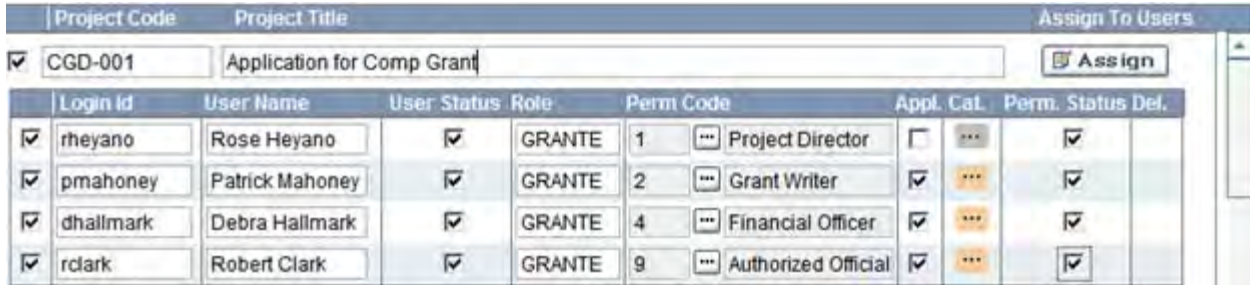 Project Code Project Title Assign To Users
CGD-001 Application for Comp Grant Assign
Login Id User Name User Status Role Perm Code Appl. Cat. Perm. Status Del.
rheyano Rose Heyano GRANTE 1 ... Project Director ...
pmahoney Patrick Mahoney GRANTE 2 ... Grant Writer ...
dhallmark Debra Hallmark GRANTE 4 ... Financial Officer ...
rclark Robert Clark GRANTE 9 ... Authorized Official ...